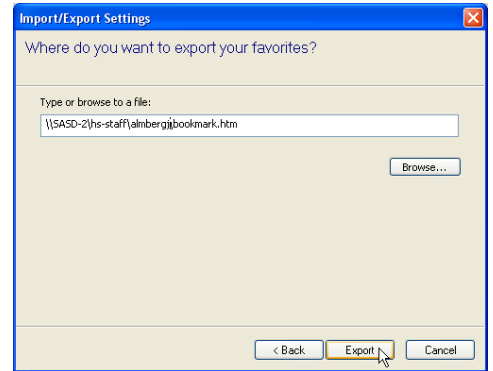 Import/Export Settings
Where do you want to export your favorites?
Type or browse to a file:
\\SASD-2\hs-staff\almbergj\bookmark.htm
Browse...
< Back Export Cancel